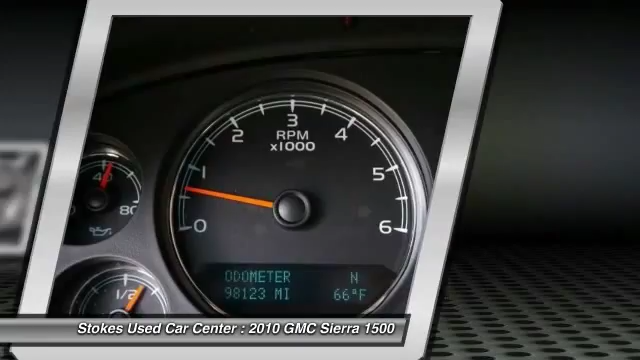 3
2 4
RPM
x1000
1 5
40
0 6
80
ODOMETER N
98123 MI 66°F
1/2
Stokes Used Car Center : 2010 GMC Sierra 1500